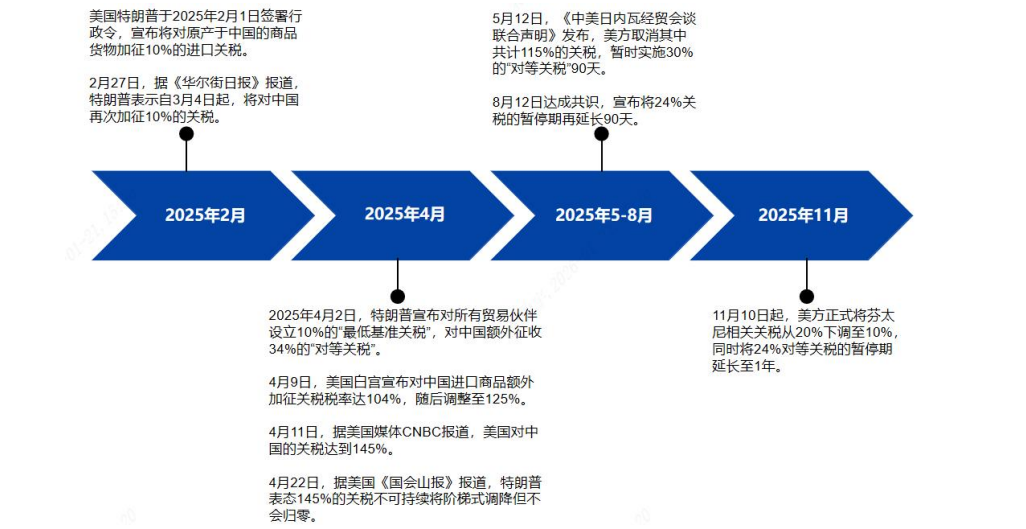 美国特朗普于2025年2月1日签署行
政令，宣布将对原产于中国的商品
货物加征10%的进口关税。
2月27日，据《华尔街日报》报道，
特朗普表示自3月4日起，将对中国
再次加征10%的关税。
5月12日，《中美日内瓦经贸会谈
联合声明》发布，美方取消其中
共计115%的关税，暂时实施30%
的“对等关税”90天。
8月12日达成共识，宣布将24%关
税的暂停期再延长90天。
2025年2月
2025年4月
2025年5-8月
2025年11月
2025年4月2日，特朗普宣布对所有贸易伙伴
设立10%的“最低基准关税”，对中国额外征收
34%的“对等关税”。
4月9日，美国白宫宣布对中国进口商品额外
加征关税税率达104%，随后调整至125%。
4月11日，据美国媒体CNBC报道，美国对中
国的关税达到145%。
4月22日，据美国《国会山报》报道，特朗普
表态145%的关税不可持续将阶梯式调降但不
会归零。
11月10日起，美方正式将芬太
尼相关关税从20%下调至10%，
同时将24%对等关税的暂停期
延长至1年。